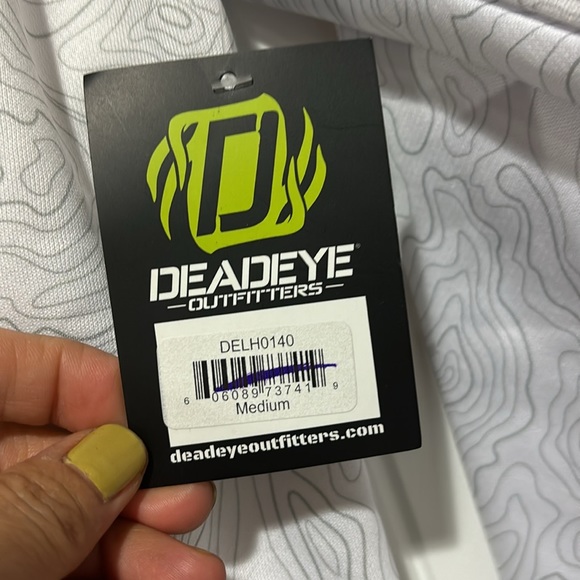 D
DEADEYE®
OUTFITTERS
DELH0140
6 06089 73741 9
Medium
deadeyeoutfitters.com